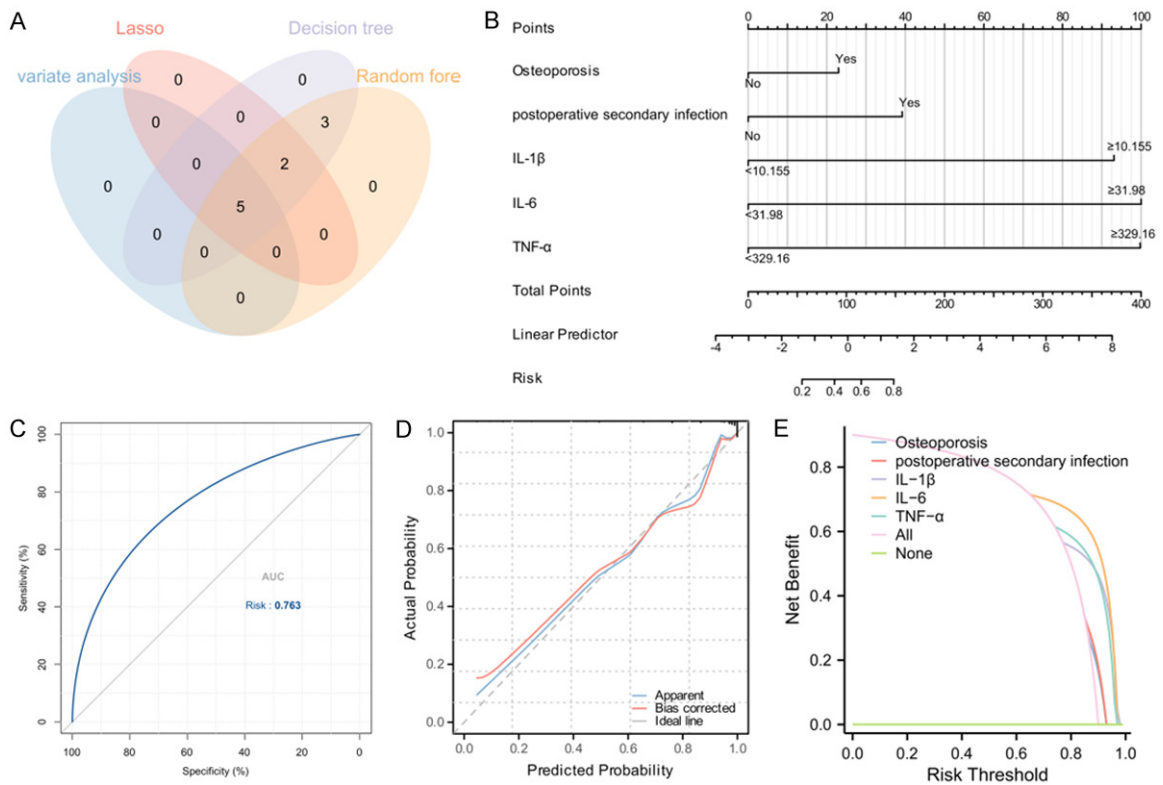 A
Lasso
Decision tree
variate analysis
Random fore
0
0
0
0
3
0
2
0
0
5
0
0
0
0
0
B
Points
0 20 40 60 80 100
Osteoporosis
No
Yes
postoperative secondary infection
No
Yes
IL-1β
<10.155
≥10.155
IL-6
<31.98
≥31.98
TNF-α
<329.16
≥329.16
Total Points
0 100 200 300 400
Linear Predictor
-4 -2 0 2 4 6 8
Risk
0.2 0.4 0.6 0.8
C
Sensitivity (%)
100
80
60
40
20
0
AUC
Risk : 0.763
100 80 60 40 20 0
Specificity (%)
D
Actual Probability
1.0
0.8
0.6
0.4
0.2
0.0
Apparent
Bias corrected
Ideal line
0.0 0.2 0.4 0.6 0.8 1.0
Predicted Probability
E
Net Benefit
0.8
0.6
0.4
0.2
0.0
Osteoporosis
postoperative secondary infection
IL−1β
IL−6
TNF−α
All
None
0.0 0.2 0.4 0.6 0.8 1.0
Risk Threshold